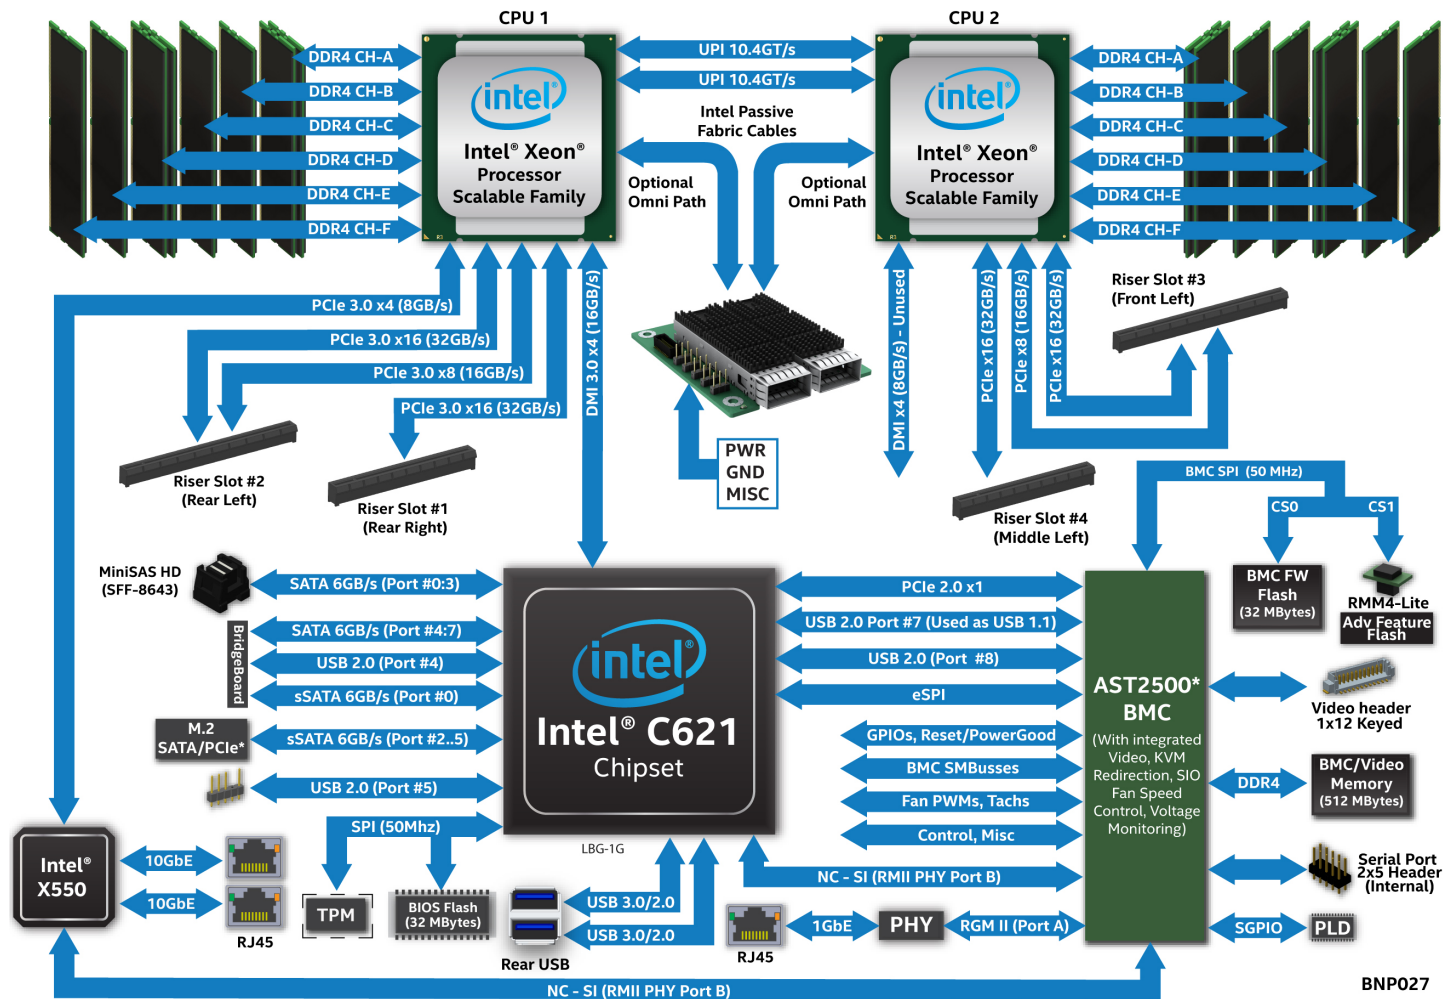 CPU 1
CPU 2
DDR4 CH-A
DDR4 CH-B
DDR4 CH-C
DDR4 CH-D
DDR4 CH-E
DDR4 CH-F
intel®
Intel® Xeon®
Processor
Scalable Family
R3
UPI 10.4GT/s
UPI 10.4GT/s
Intel Passive
Fabric Cables
Optional
Omni Path
Optional
Omni Path
intel®
Intel® Xeon®
Processor
Scalable Family
R3
DDR4 CH-A
DDR4 CH-B
DDR4 CH-C
DDR4 CH-D
DDR4 CH-E
DDR4 CH-F
PCIe 3.0 x4 (8GB/s)
PCIe 3.0 x16 (32GB/s)
PCIe 3.0 x8 (16GB/s)
PCIe 3.0 x16 (32GB/s)
DMI 3.0 x4 (16GB/s)
DMI x4 (8GB/s) - Unused
PCIe x16 (32GB/s)
PCIe x8 (16GB/s)
PCIe x16 (32GB/s)
Riser Slot #3
(Front Left)
Riser Slot #2
(Rear Left)
Riser Slot #1
(Rear Right)
PWR
GND
MISC
Riser Slot #4
(Middle Left)
BMC SPI (50 MHz)
CS0
CS1
MiniSAS HD
(SFF-8643)
SATA 6GB/s (Port #0:3)
BridgeBoard
SATA 6GB/s (Port #4:7)
USB 2.0 (Port #4)
sSATA 6GB/s (Port #0)
M.2
SATA/PCIe*
sSATA 6GB/s (Port #2..5)
USB 2.0 (Port #5)
SPI (50Mhz)
intel®
Intel® C621
Chipset
LBG-1G
PCIe 2.0 x1
USB 2.0 Port #7 (Used as USB 1.1)
USB 2.0 (Port #8)
eSPI
GPIOs, Reset/PowerGood
BMC SMBusses
Fan PWMs, Tachs
Control, Misc
NC - SI (RMII PHY Port B)
AST2500*
BMC
(With integrated
Video, KVM
Redirection, SIO
Fan Speed
Control, Voltage
Monitoring)
BMC FW
Flash
(32 MBytes)
RMM4-Lite
Adv Feature
Flash
Video header
1x12 Keyed
DDR4
BMC/Video
Memory
(512 MBytes)
Serial Port
2x5 Header
(Internal)
SGPIO
PLD
Intel®
X550
10GbE
10GbE
RJ45
TPM
BIOS Flash
(32 MBytes)
USB 3.0/2.0
USB 3.0/2.0
Rear USB
RJ45
1GbE
PHY
RGM II (Port A)
NC - SI (RMII PHY Port B)
BNP027